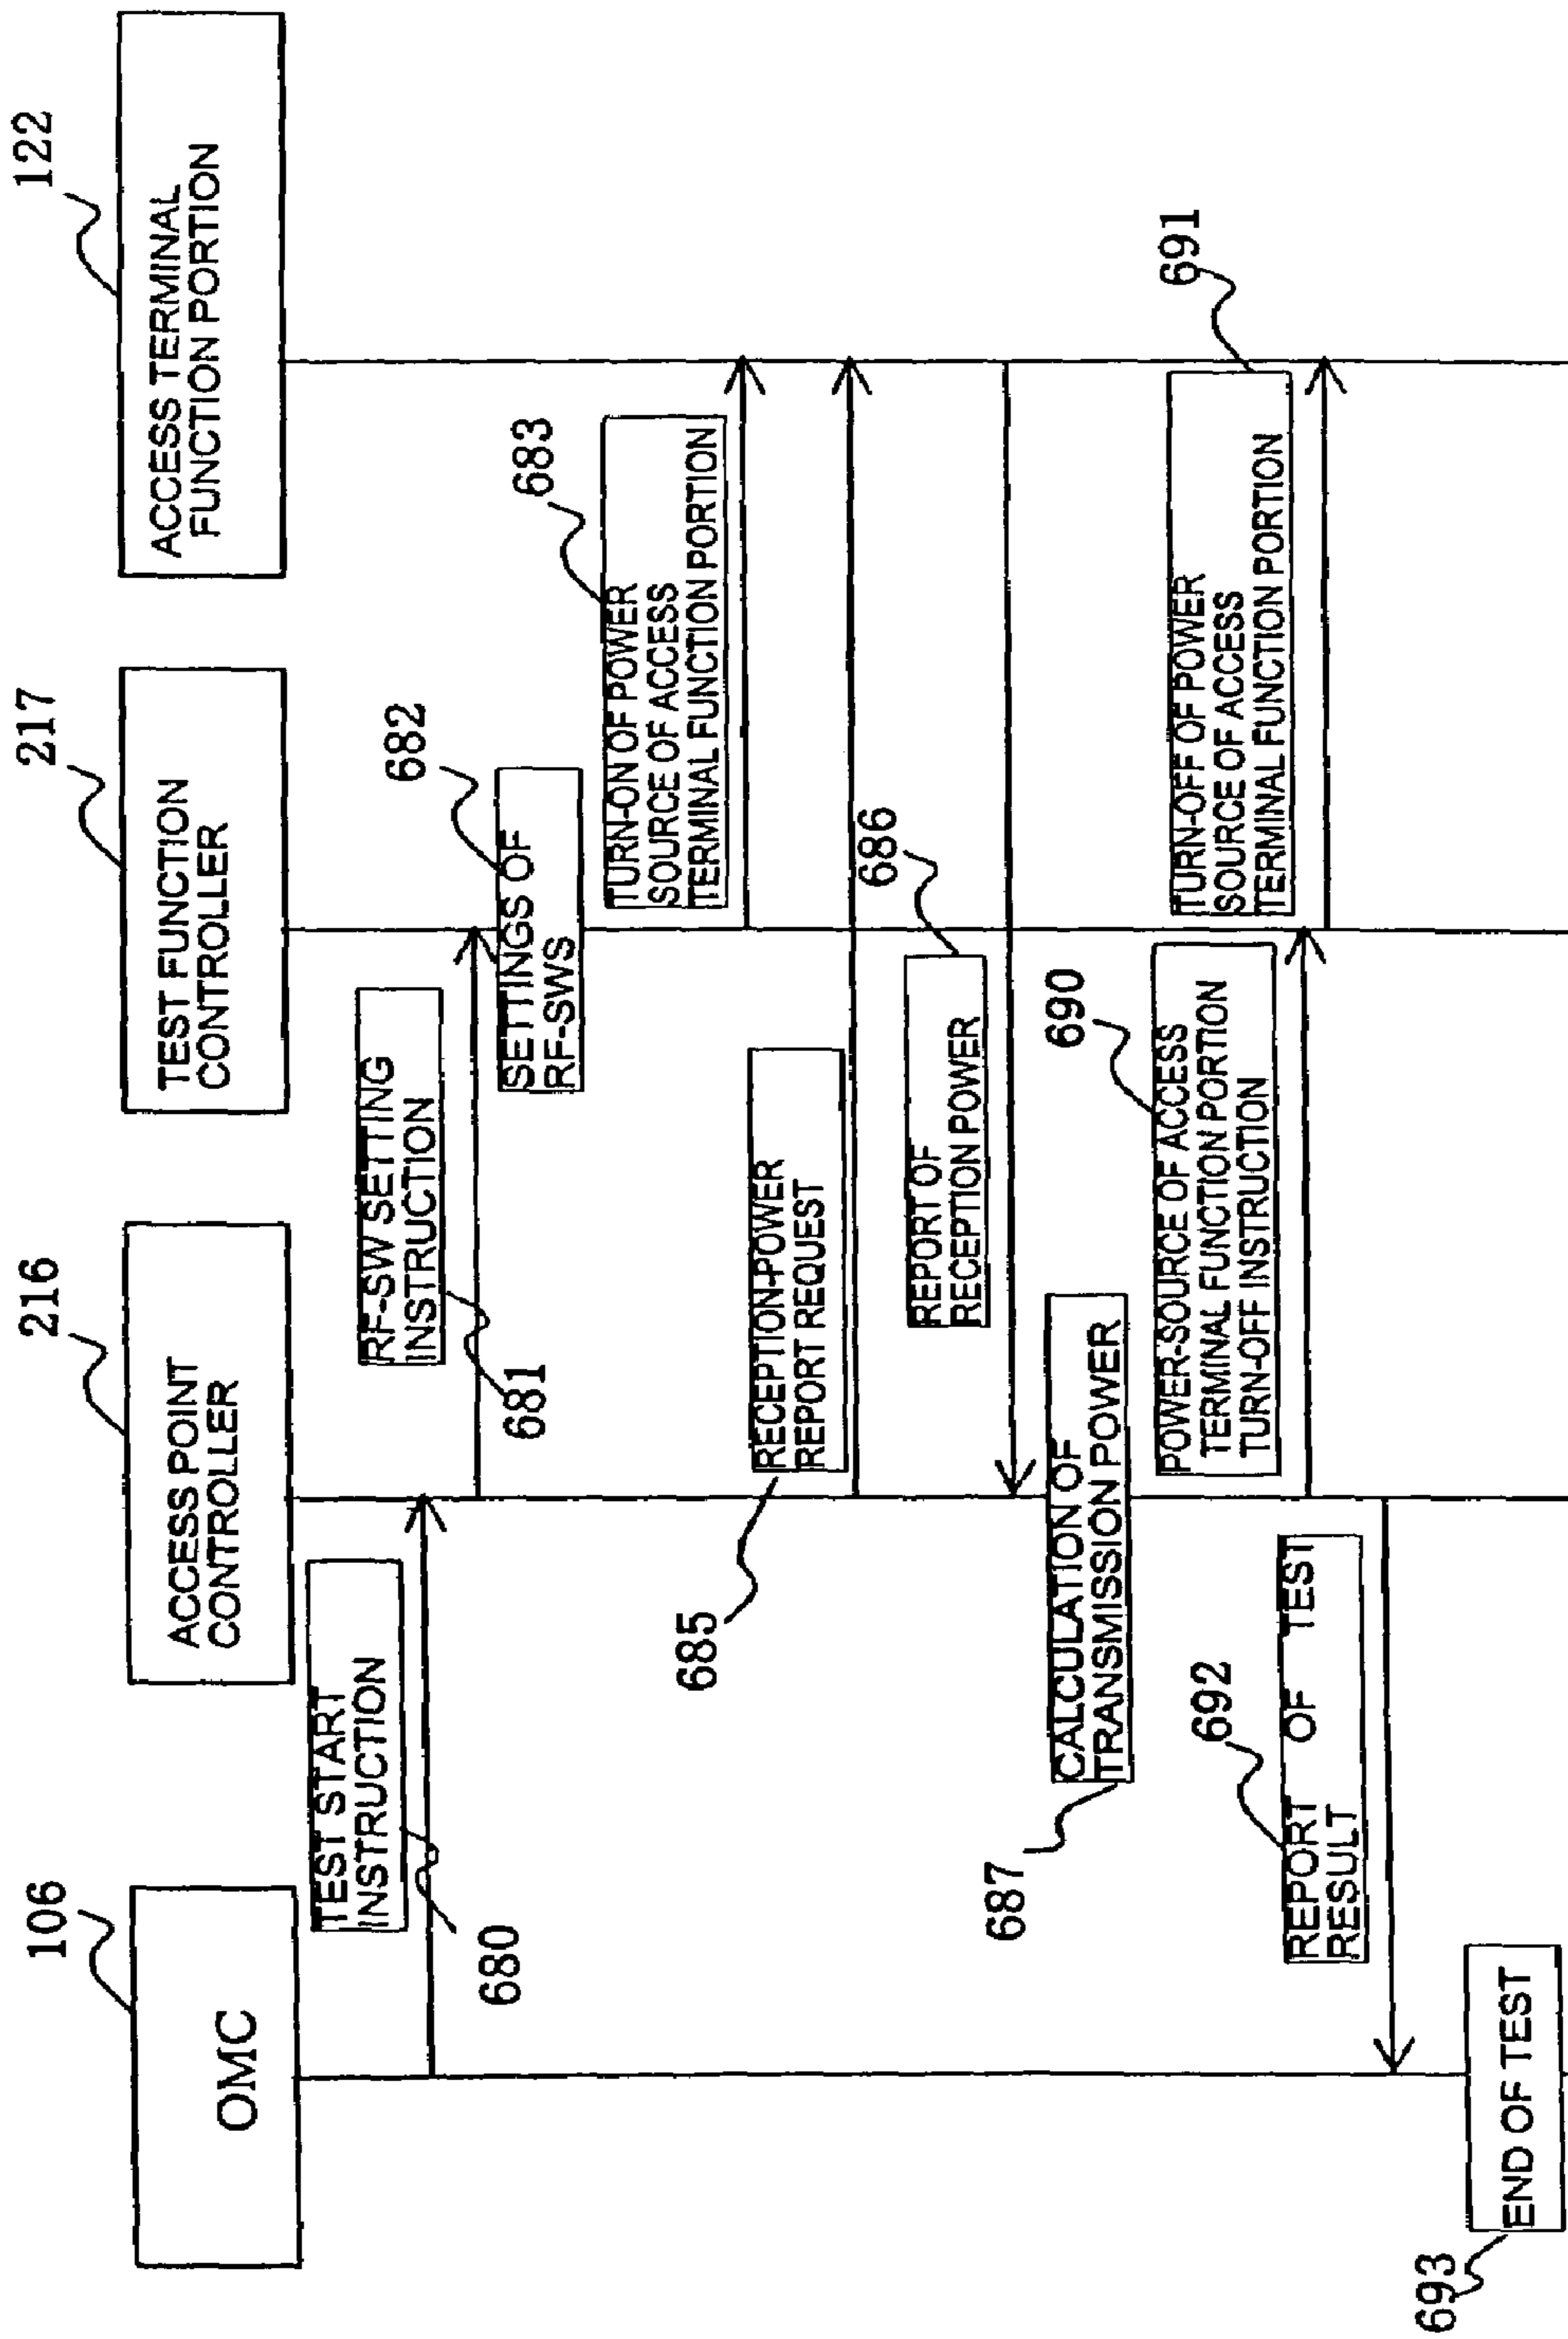 106
OMC
216
ACCESS POINT
CONTROLLER
217
TEST FUNCTION
CONTROLLER
122
ACCESS TERMINAL
FUNCTION PORTION
TEST START
INSTRUCTION
680
RF-SW SETTING
INSTRUCTION
681
SETTINGS OF
RF-SWS
682
TURN-ON OF POWER
SOURCE OF ACCESS
TERMINAL FUNCTION PORTION
683
RECEPTION-POWER
REPORT REQUEST
685
REPORT OF
RECEPTION POWER
686
CALCULATION OF
TRANSMISSION POWER
687
POWER-SOURCE OF ACCESS
TERMINAL FUNCTION PORTION
TURN-OFF INSTRUCTION
690
TURN-OFF OF POWER
SOURCE OF ACCESS
TERMINAL FUNCTION PORTION
691
REPORT OF TEST
RESULT
692
END OF TEST
693